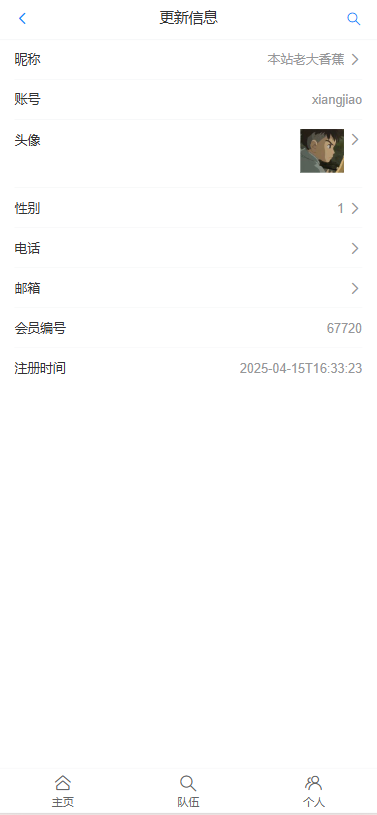 更新信息
昵称 本站老大香蕉
账号 xiangjiao
头像
性别 1
电话
邮箱
会员编号 67720
注册时间 2025-04-15T16:33:23
主页 队伍 个人